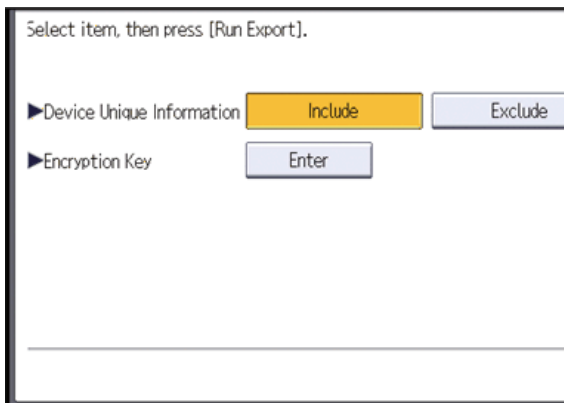 Select item, then press [Run Export].
►Device Unique Information Include Exclude
►Encryption Key Enter